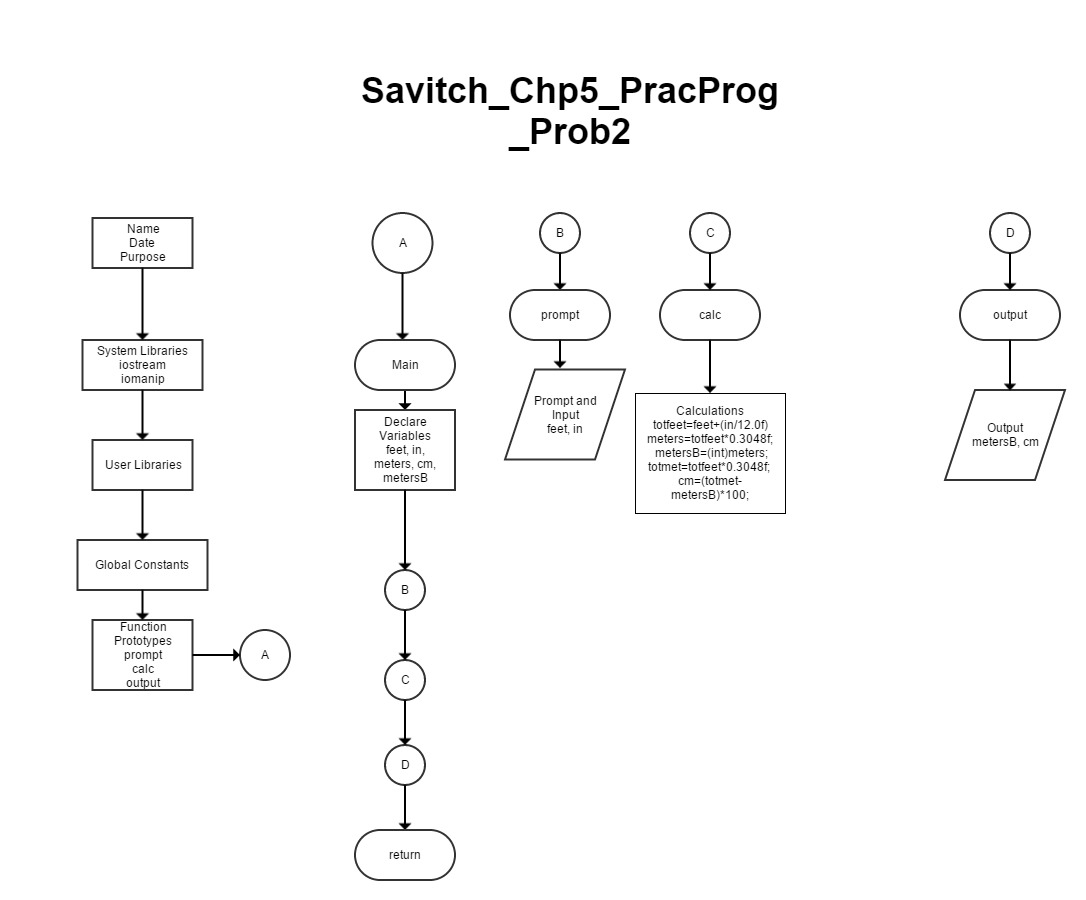 Savitch_Chp5_PracProg
_Prob2
Name
Date
Purpose
System Libraries
iostream
iomanip
User Libraries
Global Constants
Function
Prototypes
prompt
calc
output
A
A
Main
Declare
Variables
feet, in,
meters, cm,
metersB
B
C
D
return
B
prompt
Prompt and
Input
feet, in
C
calc
Calculations
totfeet=feet+(in/12.0f)
meters=totfeet*0.3048f;
metersB=(int)meters;
totmet=totfeet*0.3048f;
cm=(totmet-
metersB)*100;
D
output
Output
metersB, cm